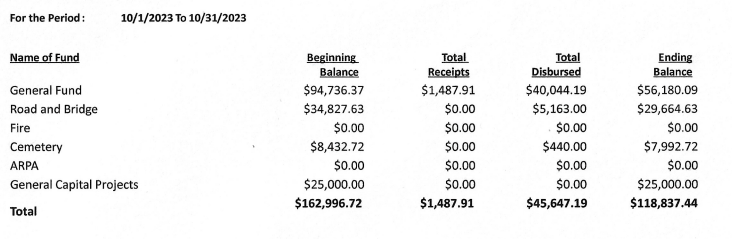 For the Period: 10/1/2023 To 10/31/2023
Name of Fund Beginning Balance Total Receipts Total Disbursed Ending Balance
General Fund $94,736.37 $1,487.91 $40,044.19 $56,180.09
Road and Bridge $34,827.63 $0.00 $5,163.00 $29,664.63
Fire $0.00 $0.00 $0.00 $0.00
Cemetery $8,432.72 $0.00 $440.00 $7,992.72
ARPA $0.00 $0.00 $0.00 $0.00
General Capital Projects $25,000.00 $0.00 $0.00 $25,000.00
Total $162,996.72 $1,487.91 $45,647.19 $118,837.44